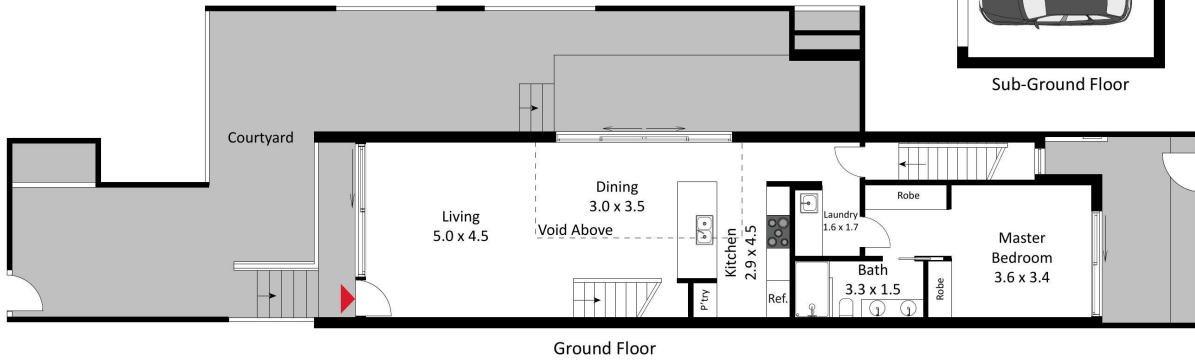 Sub-Ground Floor
Courtyard
Living
5.0 x 4.5
Dining
3.0 x 3.5
Void Above
Kitchen
2.9 x 4.5
P'try
Ref.
Laundry
1.6 x 1.7
Bath
3.3 x 1.5
Robe
Robe
Master
Bedroom
3.6 x 3.4
Ground Floor